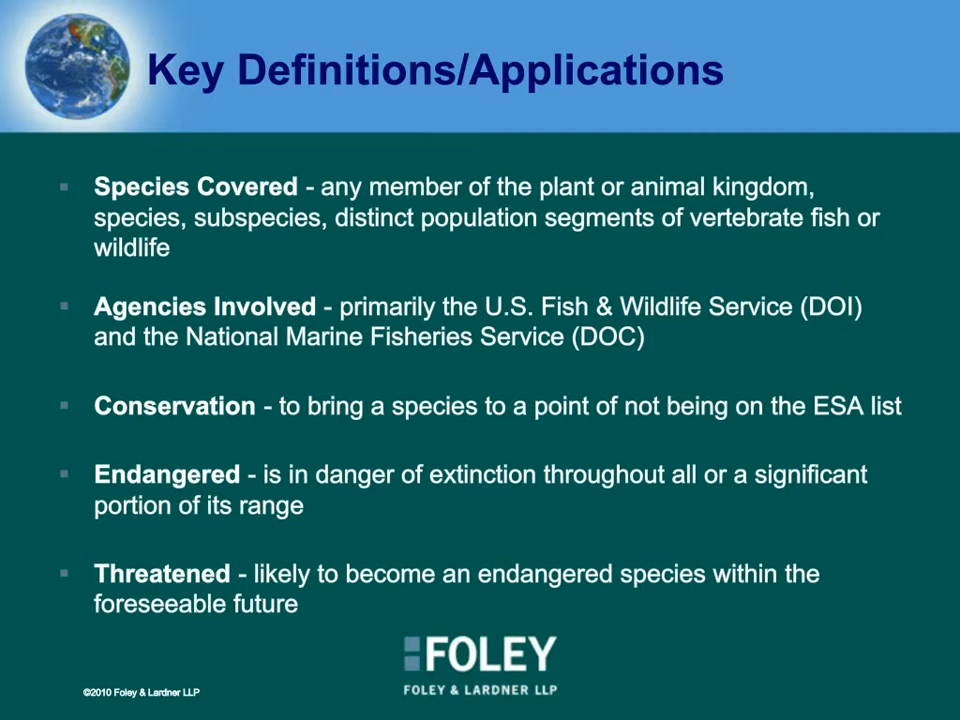 Key Definitions/Applications
▪ Species Covered - any member of the plant or animal kingdom,
species, subspecies, distinct population segments of vertebrate fish or
wildlife
▪ Agencies Involved - primarily the U.S. Fish & Wildlife Service (DOI)
and the National Marine Fisheries Service (DOC)
▪ Conservation - to bring a species to a point of not being on the ESA list
▪ Endangered - is in danger of extinction throughout all or a significant
portion of its range
▪ Threatened - likely to become an endangered species within the
foreseeable future
FOLEY
FOLEY & LARDNER LLP
©2010 Foley & Lardner LLP